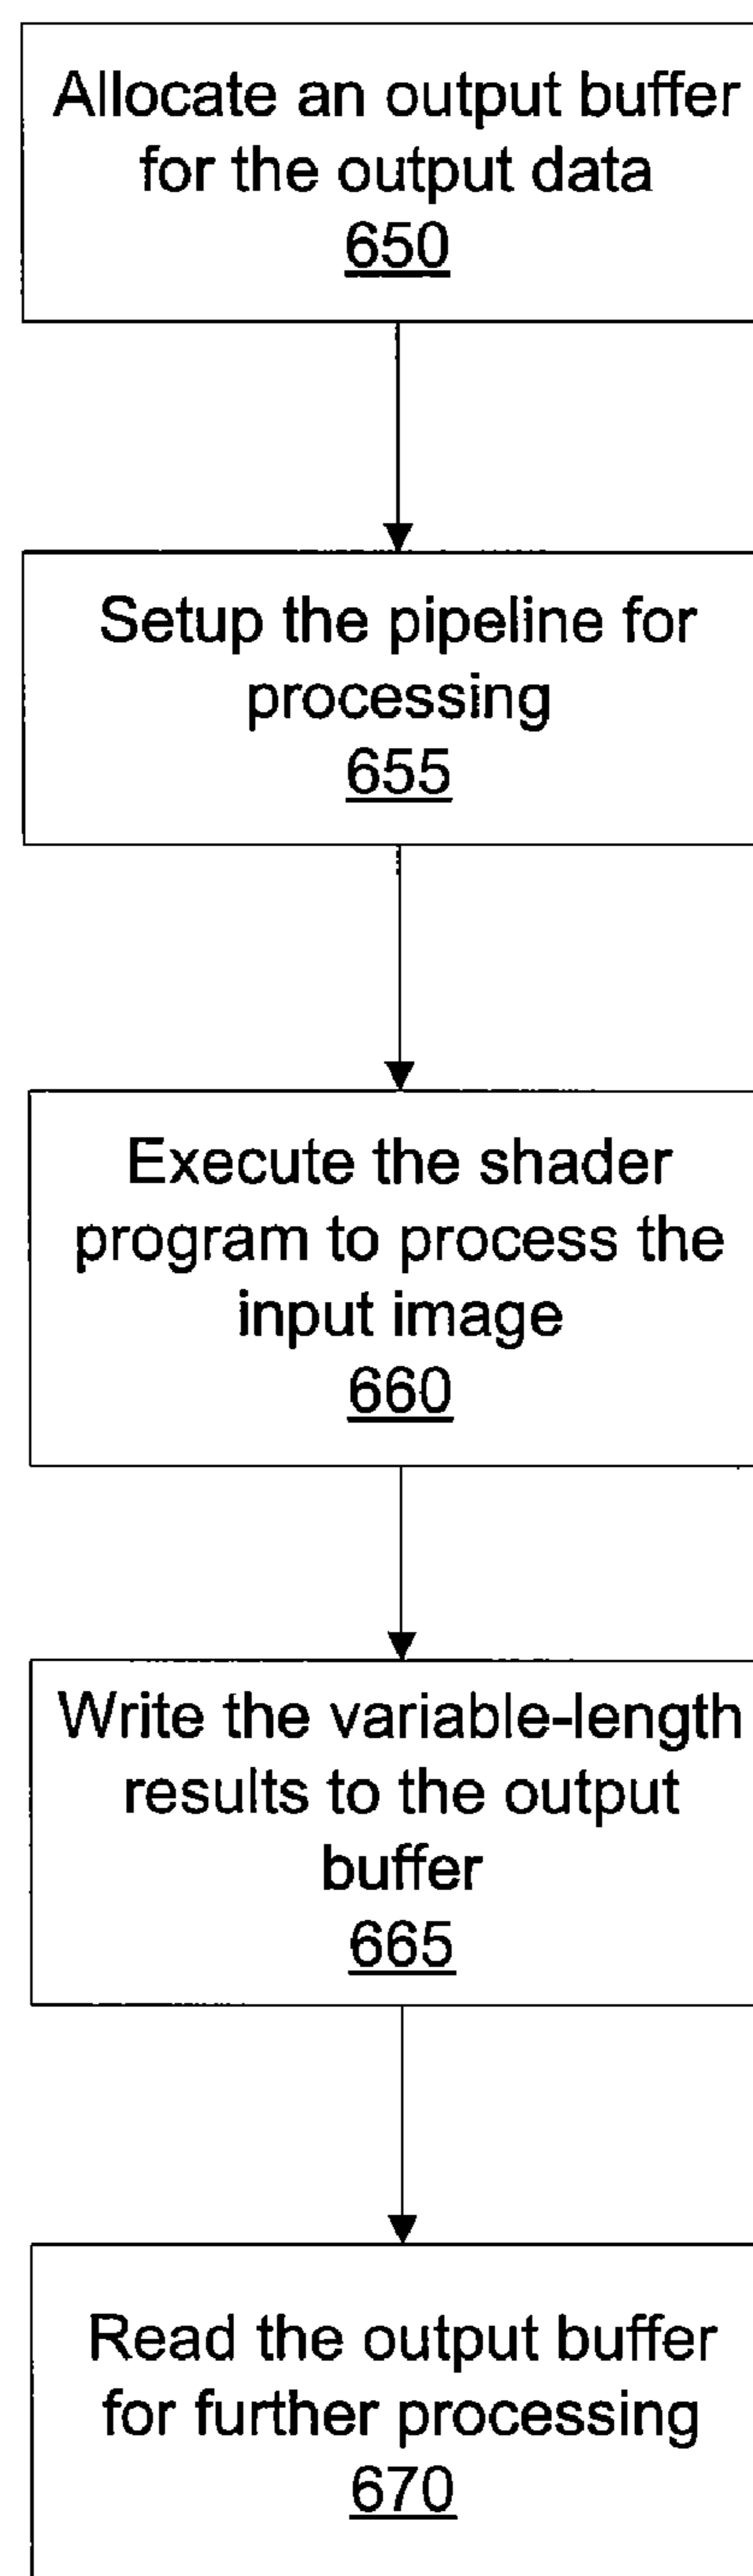 Allocate an output buffer
for the output data
650
Setup the pipeline for
processing
655
Execute the shader
program to process the
input image
660
Write the variable-length
results to the output
buffer
665
Read the output buffer
for further processing
670